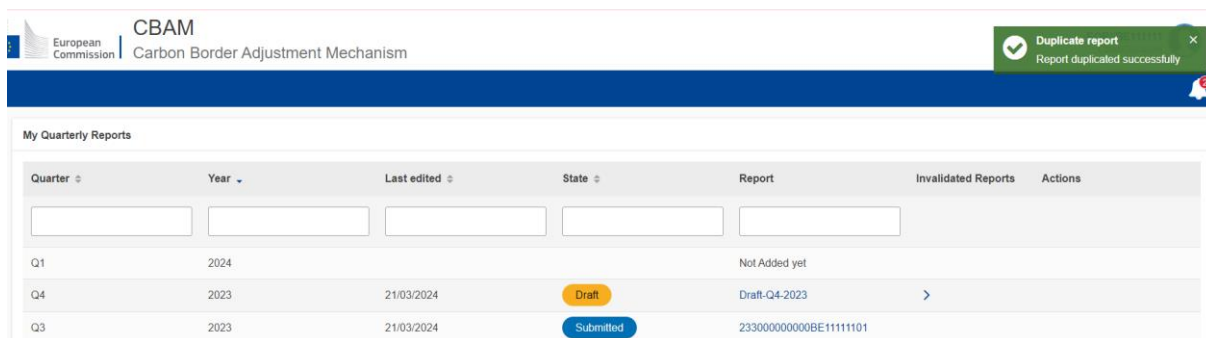 European
Commission
CBAM
Carbon Border Adjustment Mechanism
Duplicate report
Report duplicated successfully
My Quarterly Reports
Quarter Year Last edited State Report Invalidated Reports Actions
Q1 2024 Not Added yet
Q4 2023 21/03/2024 Draft Draft-Q4-2023
Q3 2023 21/03/2024 Submitted 233000000000BE11111101